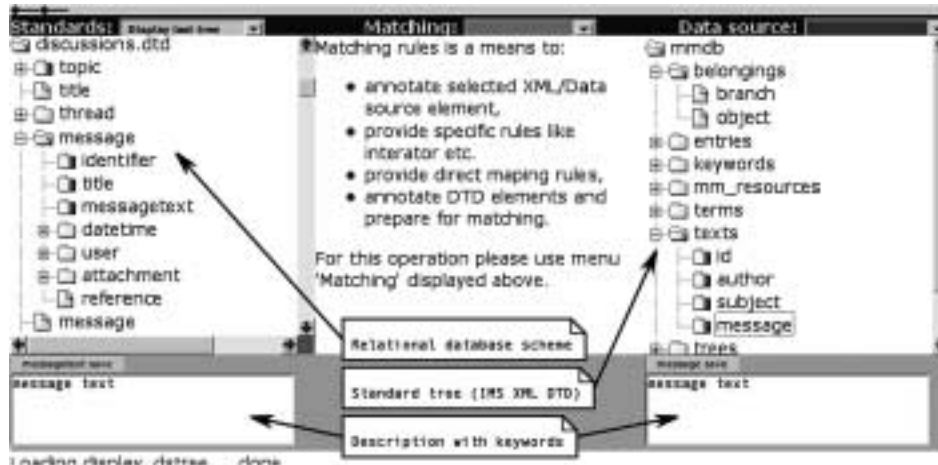 Standards: Display last tree
discussions.dtd
topic
title
thread
message
identifier
title
messagetext
datetime
user
attachment
reference
message
message text
Loading display_dstree.....done
Matching:
Matching rules is a means to:
● annotate selected XML/Data
source element,
● provide specific rules like
interator etc.
● provide direct maping rules,
● annotate DTD elements and
prepare for matching.
For this operation please use menu
'Matching' displayed above.
Relational database scheme
Standard tree (IMS XML DTD)
Description with keywords
Data source:
mmdb
belongings
branch
object
entries
keywords
mm_resources
terms
texts
id
author
subject
message
trees
message text